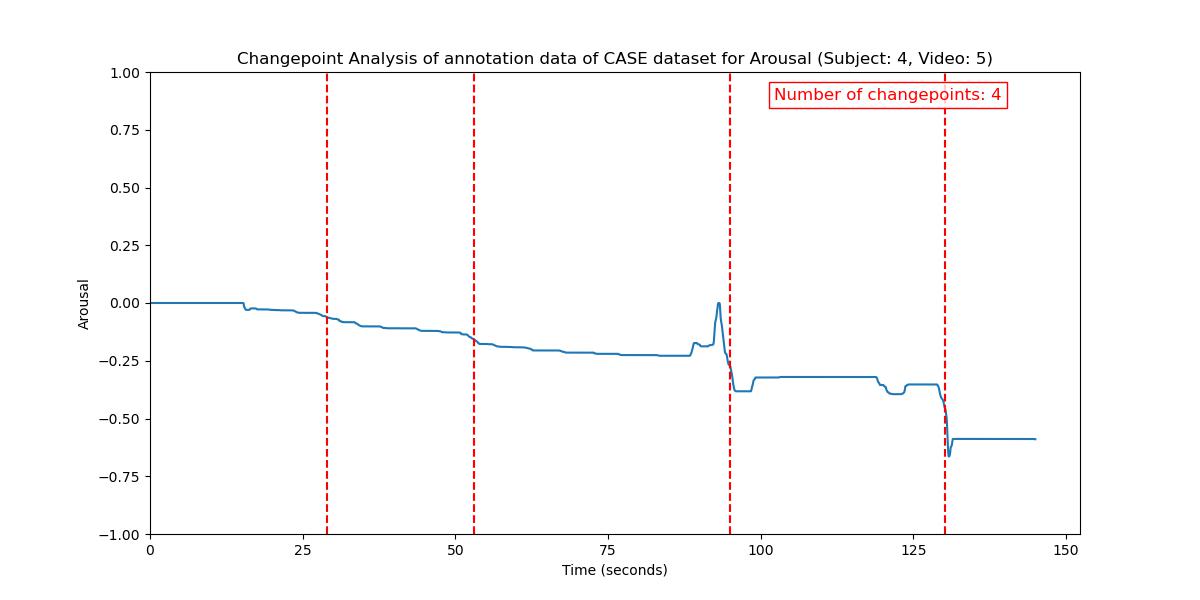 Changepoint Analysis of annotation data of CASE dataset for Arousal (Subject: 4, Video: 5)
Number of changepoints: 4
1.00
0.75
0.50
0.25
0.00
−0.25
−0.50
−0.75
−1.00
Arousal
0 25 50 75 100 125 150
Time (seconds)